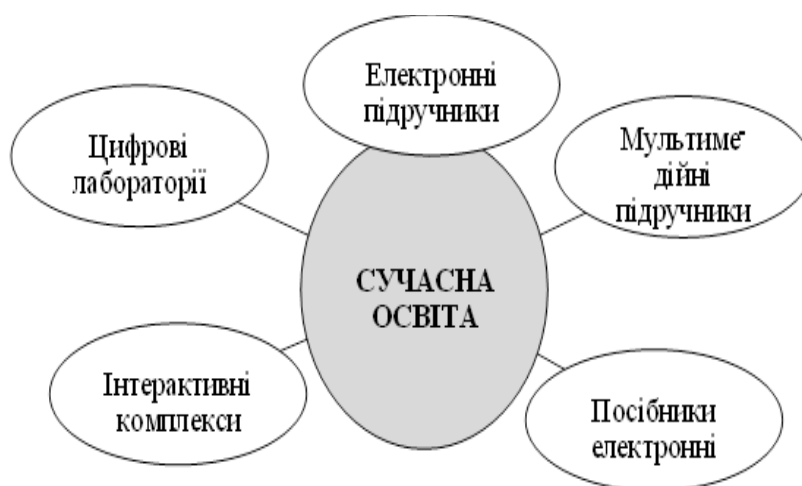 Електронні
підручники
Цифрові
лабораторії
Мультиме-
дійні
підручники
СУЧАСНА
ОСВІТА
Інтерактивні
комплекси
Посібники
електронні